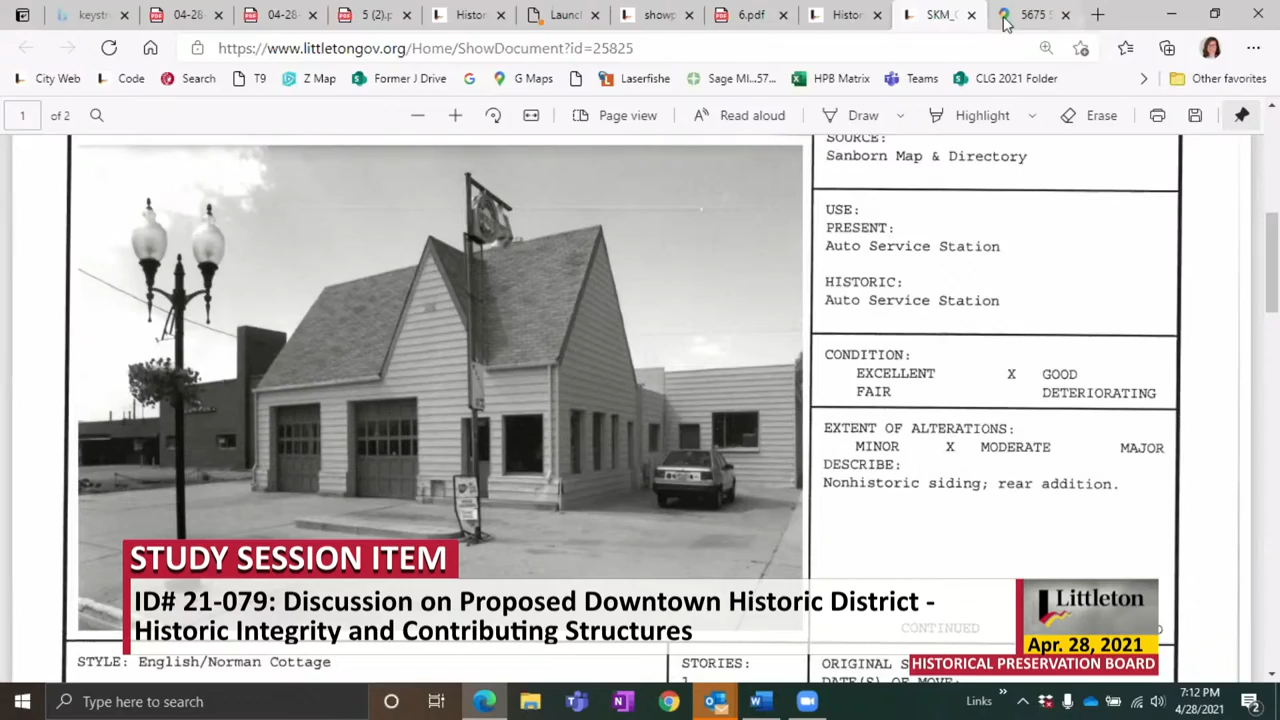 keystr
04-28-
04-28-
5 (2).p
Histori
Launch
showp
6.pdf
Histori
SKM_C
5675 S
https://www.littletongov.org/Home/ShowDocument?id=25825
City Web
Code
Search
T9
Z Map
Former J Drive
G Maps
Laserfishe
Sage MI...57...
HPB Matrix
Teams
CLG 2021 Folder
Other favorites
1 of 2
Page view
Read aloud
Draw
Highlight
Erase
SOURCE:
Sanborn Map & Directory
USE:
PRESENT:
Auto Service Station
HISTORIC:
Auto Service Station
CONDITION:
EXCELLENT X GOOD
FAIR DETERIORATING
EXTENT OF ALTERATIONS:
MINOR X MODERATE MAJOR
DESCRIBE:
Nonhistoric siding; rear addition.
CONTINUED
STYLE: English/Norman Cottage
STORIES:
1
ORIGINAL S
DATE(S) OF MOVE:
STUDY SESSION ITEM
ID# 21-079: Discussion on Proposed Downtown Historic District -
Historic Integrity and Contributing Structures
Littleton
Apr. 28, 2021
HISTORICAL PRESERVATION BOARD
Type here to search
Links
7:12 PM
4/28/2021
2